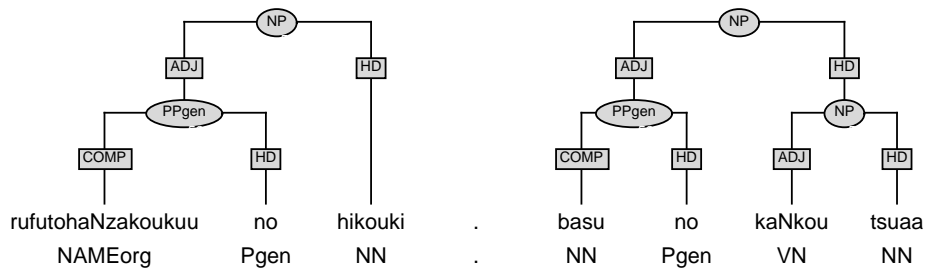 NP NP
ADJ HD ADJ HD
PPgen PPgen NP
COMP HD COMP HD ADJ HD
rufutohaNzakoukuu no hikouki . basu no kaNkou tsuaa
NAMEorg Pgen NN . NN Pgen VN NN